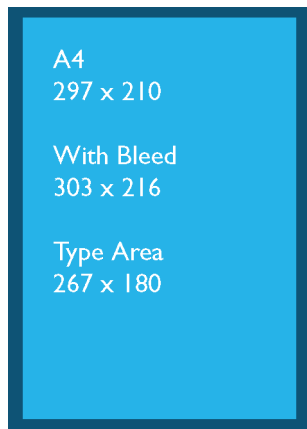 A4
297 x 210
With Bleed
303 x 216
Type Area
267 x 180